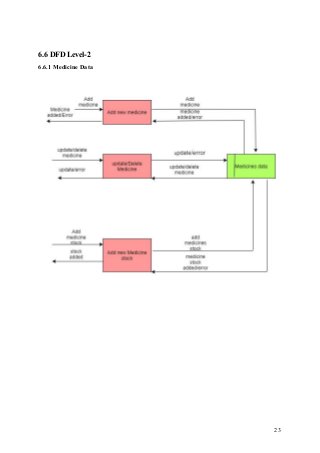 6.6 DFD Level-2
6.6.1 Medicine Data
Add
medicine
Medicine
added/Error
Add new medicine
Add
medicine
medicine
added/error
update/delete
medicine
update/error
update/Delete
Medicine
update/error
update/delete
medicine
Medicines data
Add
medicine
stock
stock
added
Add new Medicine
stock
add
medicines
stock
medicine
stock
added/error
23